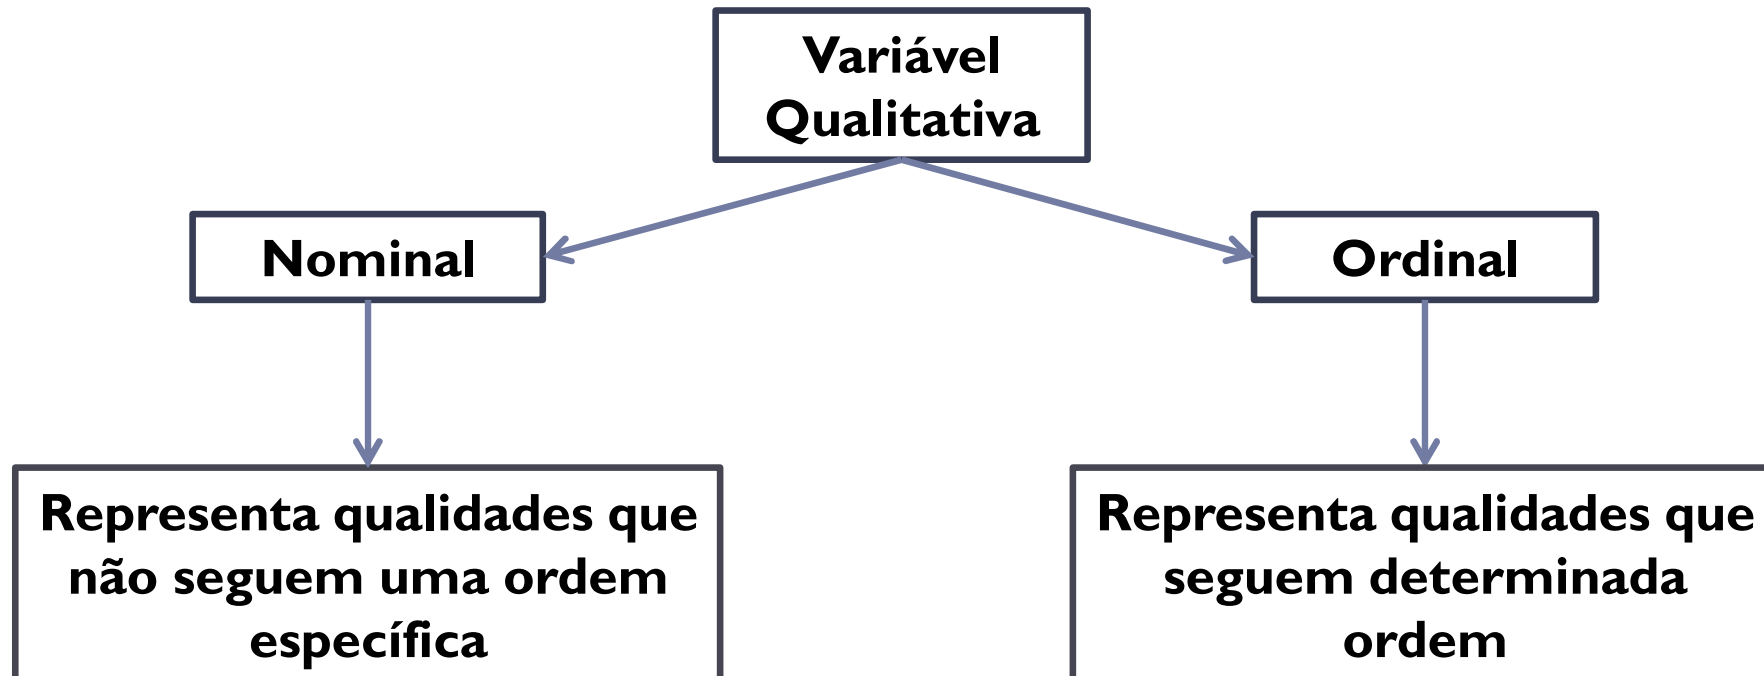 Variável
Qualitativa
Nominal
Ordinal
Representa qualidades que
não seguem uma ordem
específica
Representa qualidades que
seguem determinada
ordem